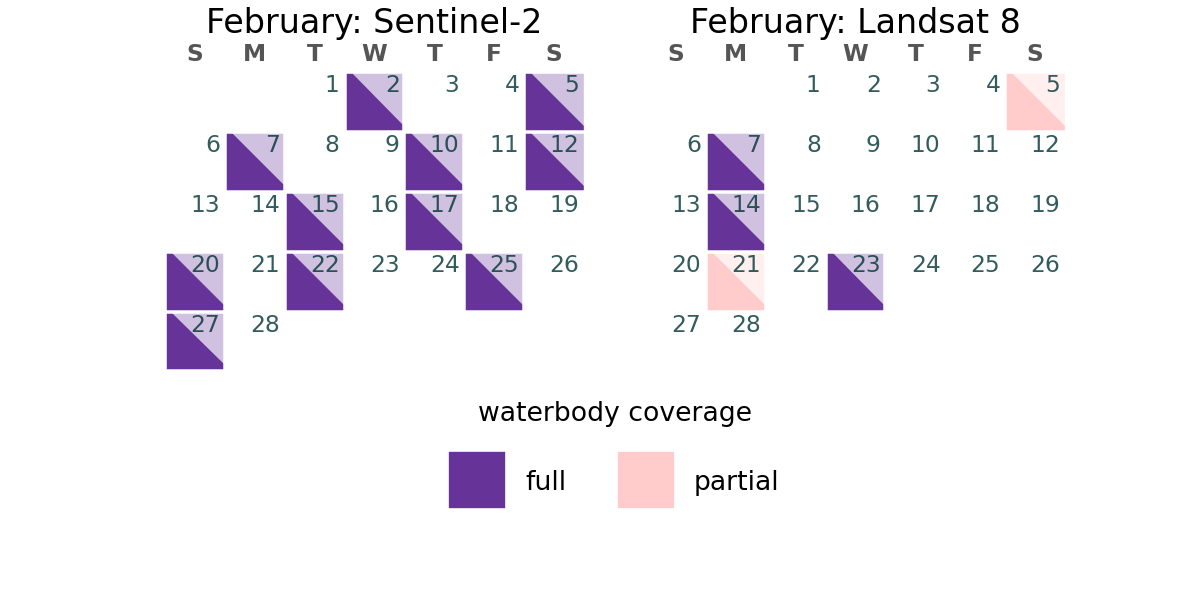 February: Sentinel-2
S M T W T F S
1 2 3 4 5
6 7 8 9 10 11 12
13 14 15 16 17 18 19
20 21 22 23 24 25 26
27 28
February: Landsat 8
S M T W T F S
1 2 3 4 5
6 7 8 9 10 11 12
13 14 15 16 17 18 19
20 21 22 23 24 25 26
27 28
waterbody coverage
full partial